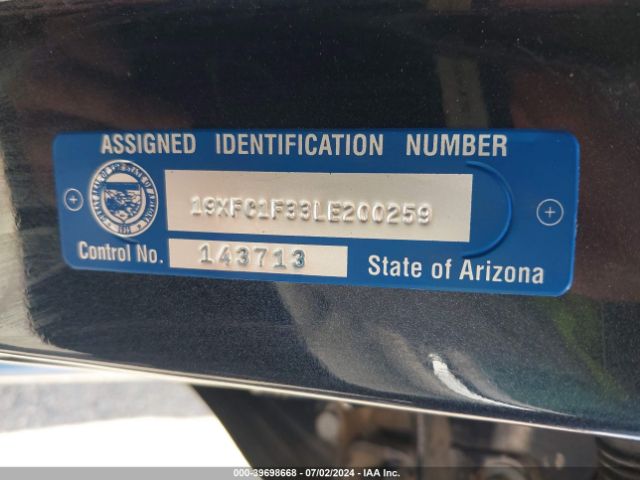 ASSIGNED IDENTIFICATION NUMBER
19XFC1F33LE200259
Control No. 143713
State of Arizona
000-39698668 - 07/02/2024 - IAA Inc.